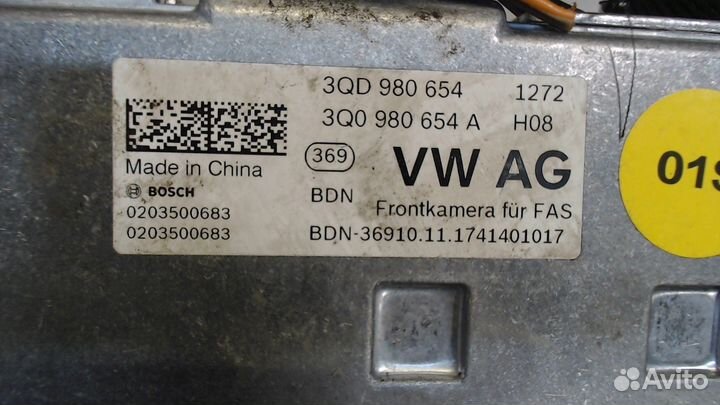 3QD 980 654 1272
3Q0 980 654 A H08
369 VW AG
Made in China
BOSCH BDN Frontkamera für FAS
0203500683
0203500683 BDN-36910.11.1741401017
Avito